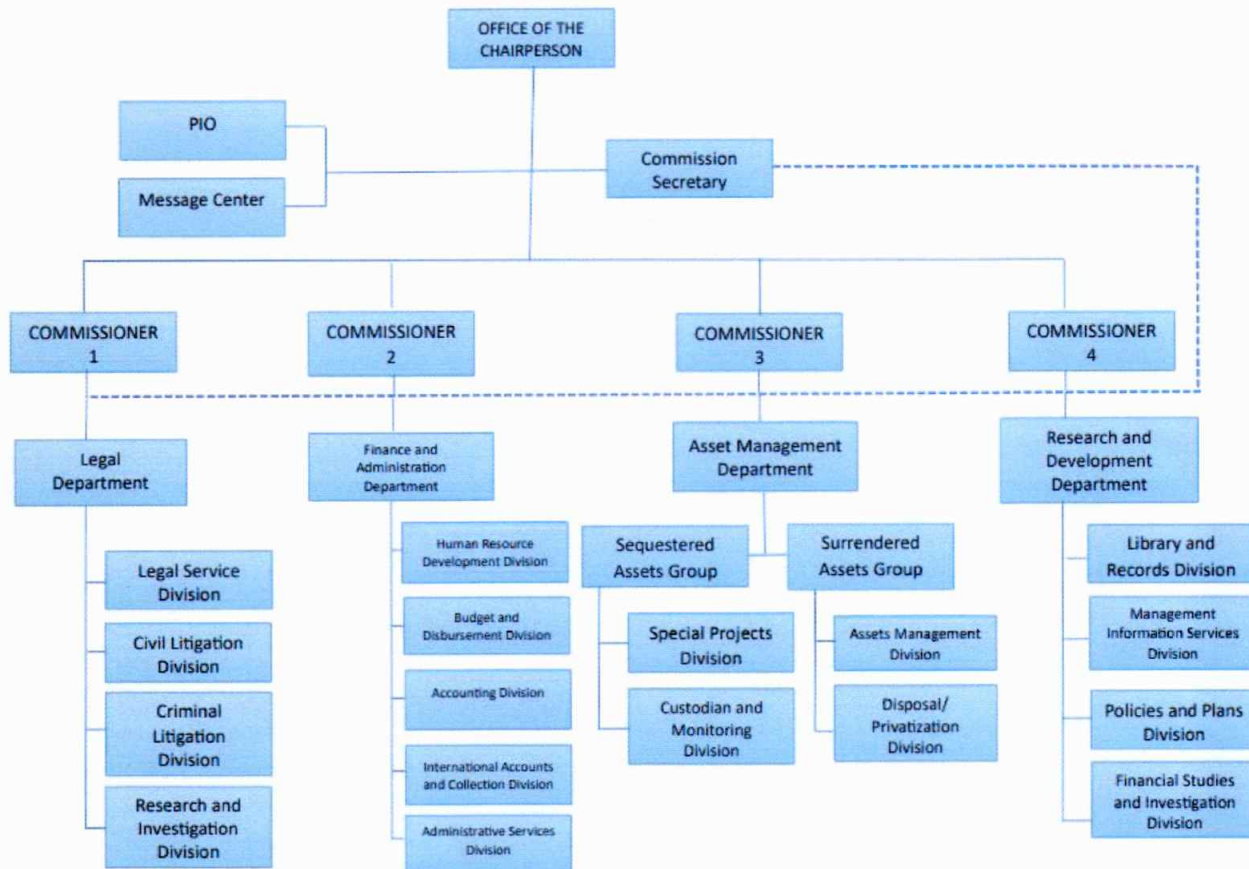 OFFICE OF THE
CHAIRPERSON
PIO
Message Center
Commission
Secretary
COMMISSIONER
1
COMMISSIONER
2
COMMISSIONER
3
COMMISSIONER
4
Legal
Department
Finance and
Administration
Department
Asset Management
Department
Research and
Development
Department
Legal Service
Division
Civil Litigation
Division
Criminal
Litigation
Division
Research and
Investigation
Division
Human Resource
Development Division
Budget and
Disbursement Division
Accounting Division
International Accounts
and Collection Division
Administrative Services
Division
Sequestered
Assets Group
Special Projects
Division
Custodian and
Monitoring
Division
Surrendered
Assets Group
Assets Management
Division
Disposal/
Privatization
Division
Library and
Records Division
Management
Information Services
Division
Policies and Plans
Division
Financial Studies
and Investigation
Division